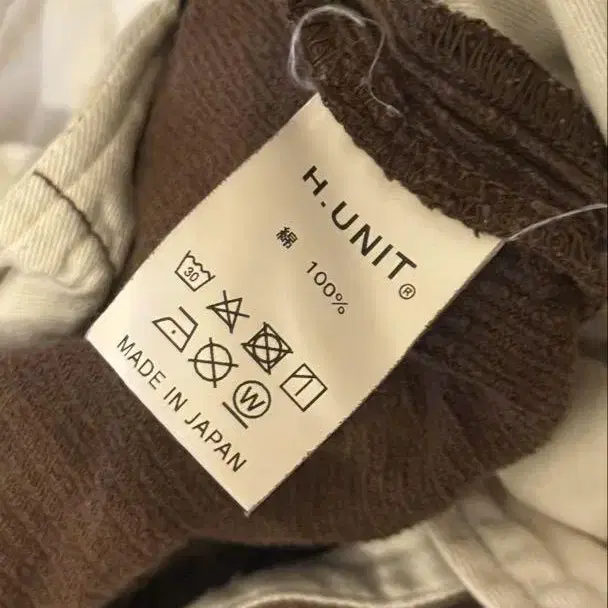 H.UNIT®
綿 100%
30
W
MADE IN JAPAN